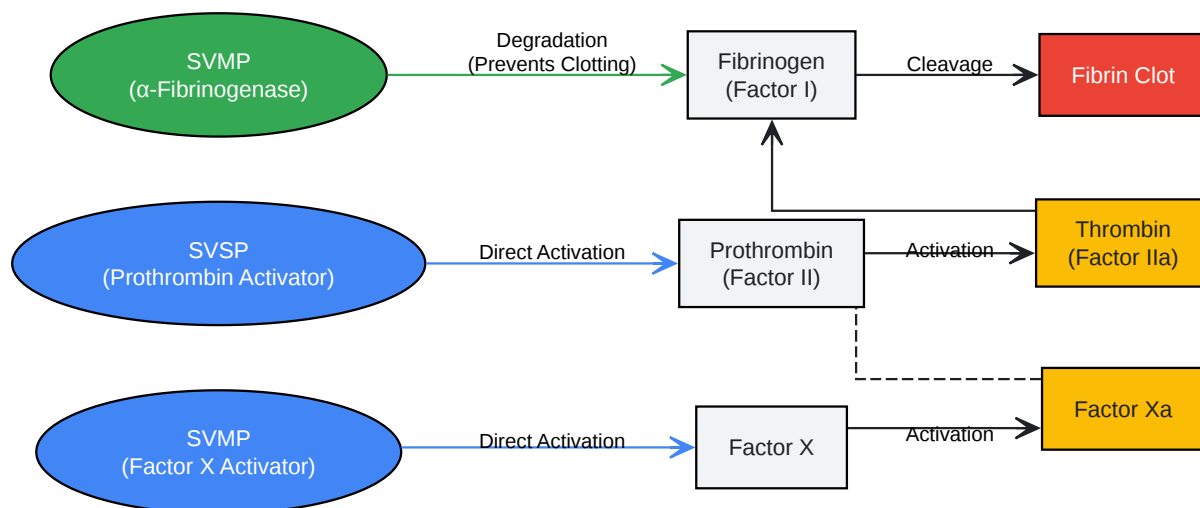 SVMP
(α-Fibrinogenase)
Degradation
(Prevents Clotting)
Fibrinogen
(Factor I)
Cleavage
Fibrin Clot
SVSP
(Prothrombin Activator)
Direct Activation
Prothrombin
(Factor II)
Activation
Thrombin
(Factor IIa)
SVMP
(Factor X Activator)
Direct Activation
Factor X
Activation
Factor Xa